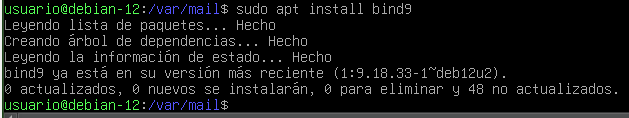 usuario@debian-12:/var/mail$ sudo apt install bind9
Leyendo lista de paquetes... Hecho
Creando árbol de dependencias... Hecho
Leyendo la información de estado... Hecho
bind9 ya está en su versión más reciente (1:9.18.33-1~deb12u2).
0 actualizados, 0 nuevos se instalarán, 0 para eliminar y 48 no actualizados.
usuario@debian-12:/var/mail$